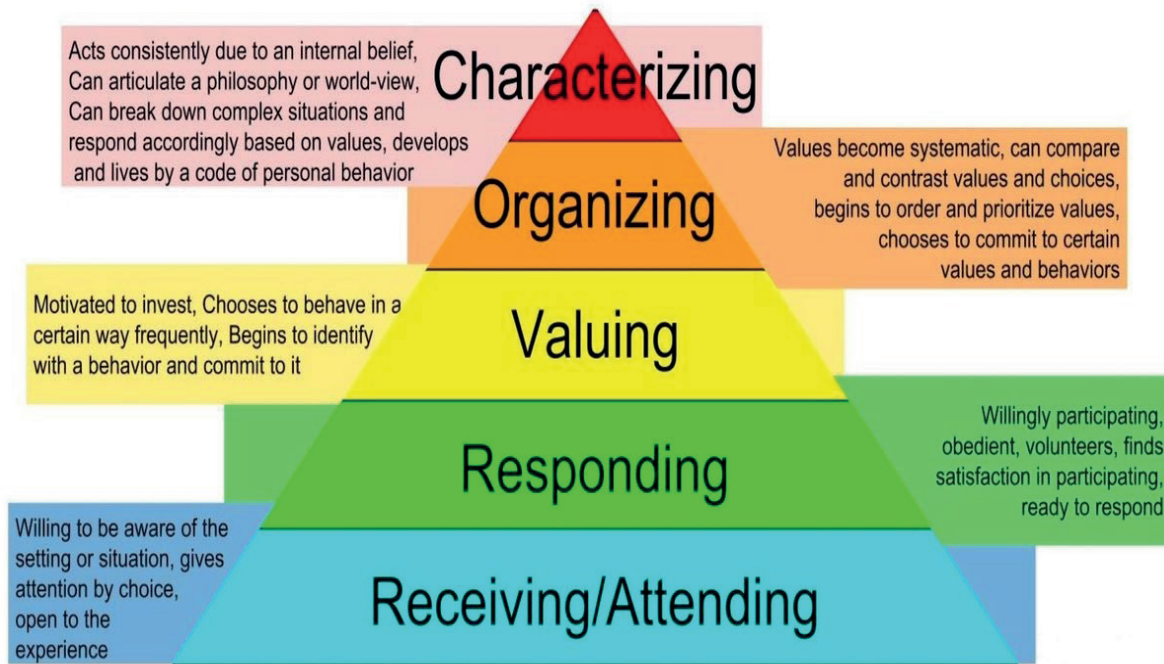 Acts consistently due to an internal belief,
Can articulate a philosophy or world-view,
Can break down complex situations and
respond accordingly based on values, develops
and lives by a code of personal behavior
Characterizing
Organizing
Values become systematic, can compare
and contrast values and choices,
begins to order and prioritize values,
chooses to commit to certain
values and behaviors
Motivated to invest, Chooses to behave in a
certain way frequently, Begins to identify
with a behavior and commit to it
Valuing
Responding
Willingly participating,
obedient, volunteers, finds
satisfaction in participating,
ready to respond
Willing to be aware of the
setting or situation, gives
attention by choice,
open to the
experience
Receiving/Attending